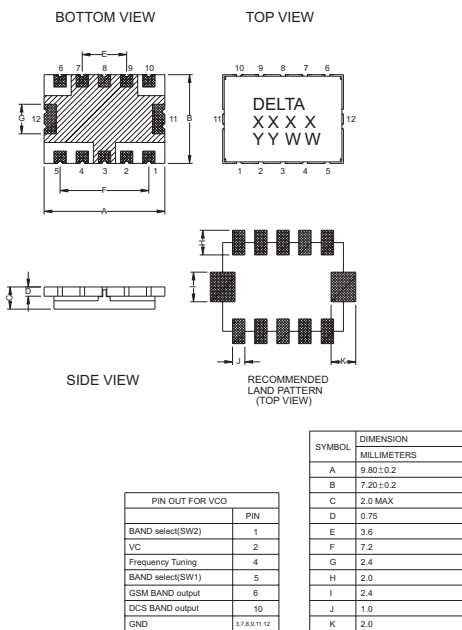 BOTTOM VIEW
TOP VIEW
E
6 7 8 9 10
G
12
11
B
5 4 3 2 1
F
A
10 9 8 7 6
DELTA
XXXX
YYWW
11
12
1 2 3 4 5
C
D
SIDE VIEW
H
I
J
K
RECOMMENDED
LAND PATTERN
(TOP VIEW)
PIN OUT FOR VCO
PIN
BAND select(SW2) 1
VC 2
Frequency Tuning 4
BAND select(SW1) 5
GSM BAND output 6
DCS BAND output 10
GND 3,7,8,9,11.12
SYMBOL
DIMENSION
MILLIMETERS
A 9.80±0.2
B 7.20±0.2
C 2.0 MAX
D 0.75
E 3.6
F 7.2
G 2.4
H 2.0
I 2.4
J 1.0
K 2.0